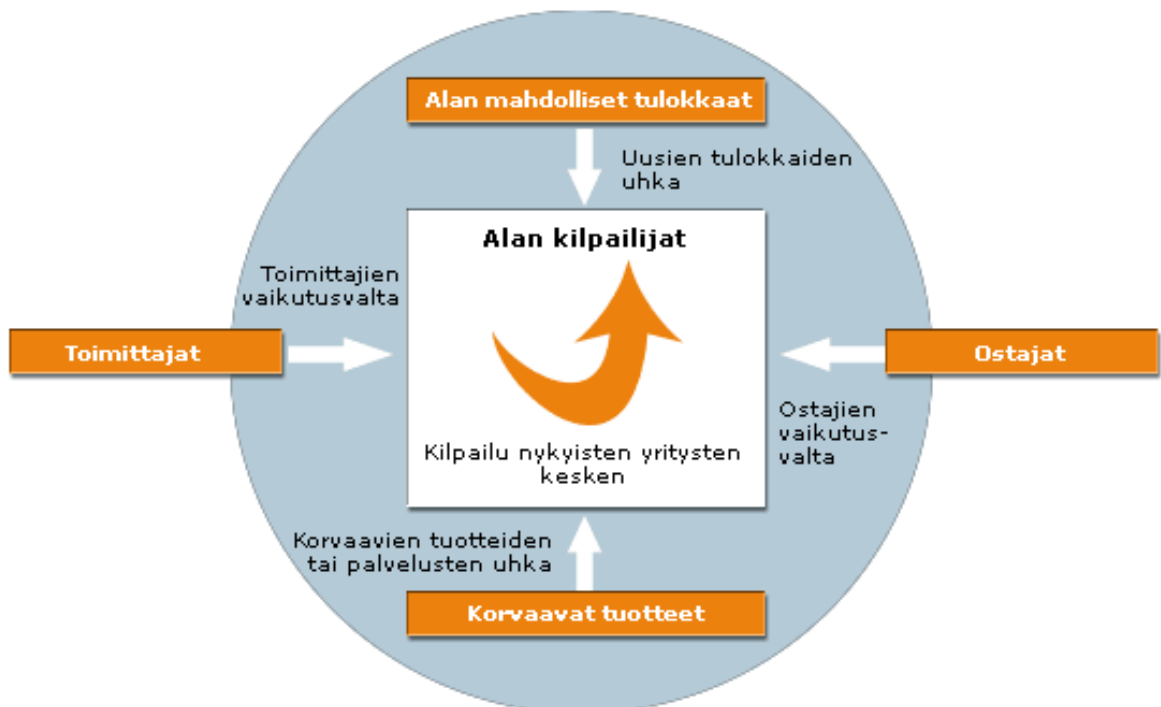 Alan mahdolliset tulokkaat
Uusien tulokkaiden
uhka
Alan kilpailijat
Toimittajien
vaikutusvalta
Toimittajat
Ostajat
Ostajien
vaikutus-
valta
Kilpailu nykyisten yritysten
kesken
Korvaavien tuotteiden
tai palvelusten uhka
Korvaavat tuotteet